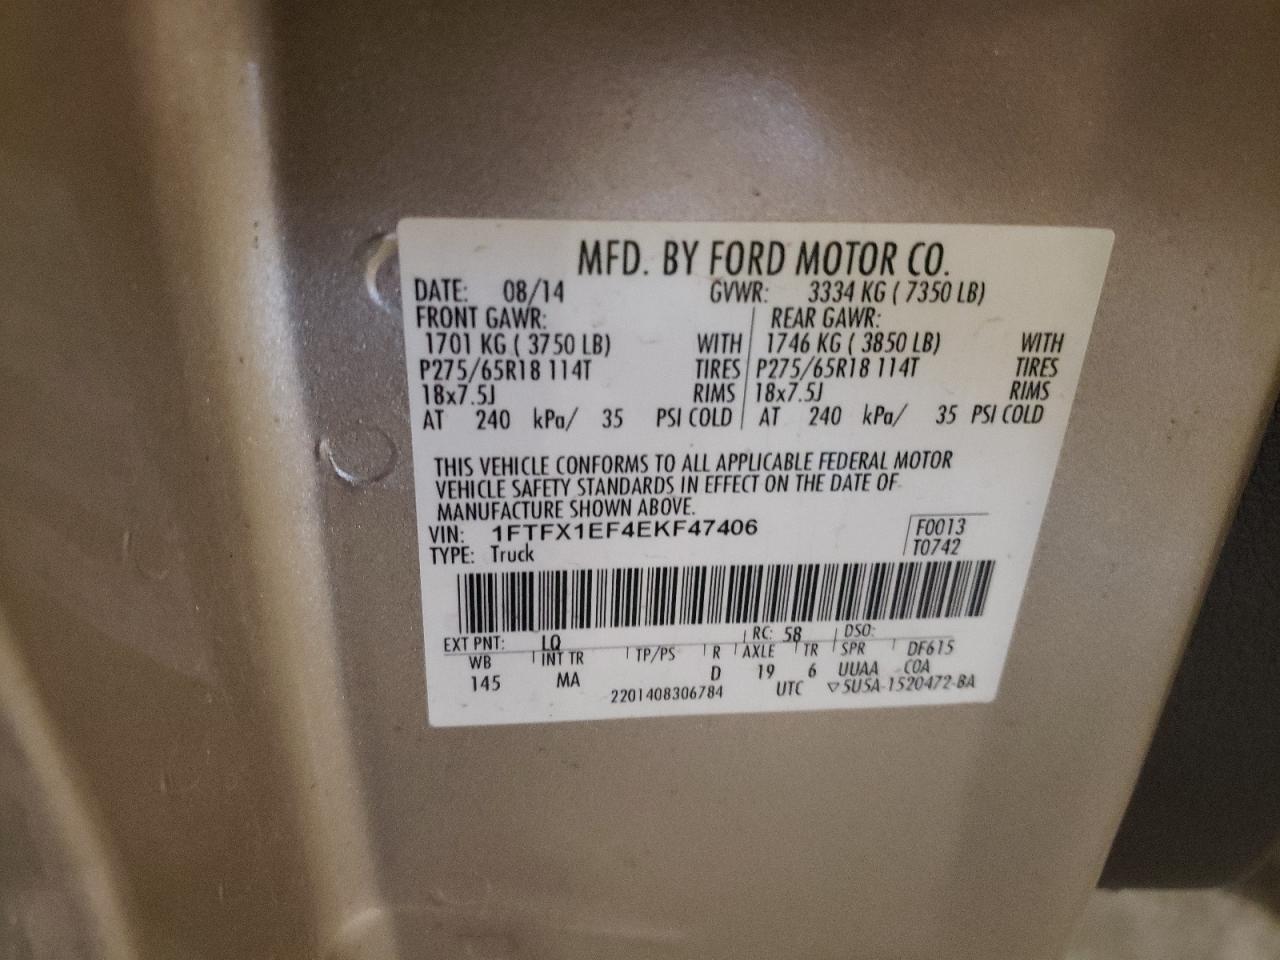 MFD. BY FORD MOTOR CO.
DATE: 08/14 GVWR: 3334 KG ( 7350 LB)
FRONT GAWR: REAR GAWR:
1701 KG ( 3750 LB) WITH 1746 KG ( 3850 LB) WITH
P275/65R18 114T TIRES P275/65R18 114T TIRES
18x7.5J RIMS 18x7.5J RIMS
AT 240 kPa/ 35 PSI COLD AT 240 kPa/ 35 PSI COLD
THIS VEHICLE CONFORMS TO ALL APPLICABLE FEDERAL MOTOR
VEHICLE SAFETY STANDARDS IN EFFECT ON THE DATE OF
MANUFACTURE SHOWN ABOVE.
VIN: 1FTFX1EF4EKF47406 F0013
TYPE: Truck T0742
EXT PNT: LQ RC: 58 DSO:
WB INT TR TP/PS R AXLE TR SPR DF615
145 MA D 19 6 UUAA COA
2201408306784 UTC ▽5USA-1520472-BA